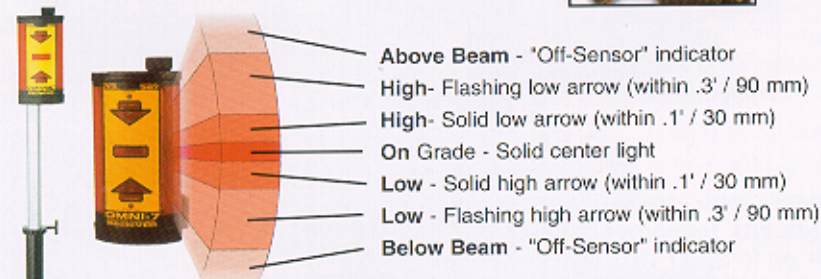 Above Beam - "Off-Sensor" indicator
High- Flashing low arrow (within .3' / 90 mm)
High- Solid low arrow (within .1' / 30 mm)
On Grade - Solid center light
Low - Solid high arrow (within .1' / 30 mm)
Low - Flashing high arrow (within .3' / 90 mm)
Below Beam - "Off-Sensor" indicator
OMNI-7
RECEIVER